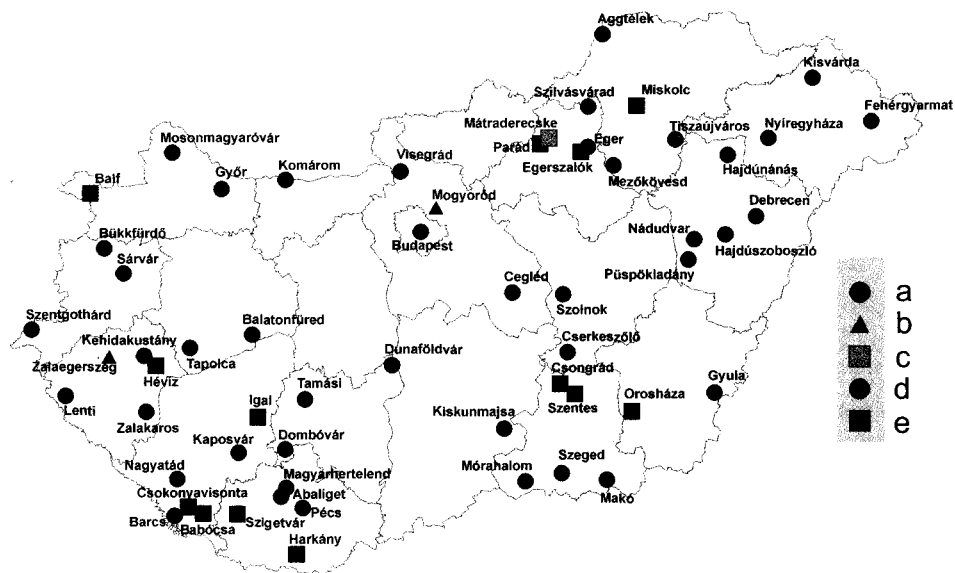 Aggtelek
Kisvárda
Szilvásvárad
Miskolc
Fehérgyarmat
Mátraderecske
Tiszaújváros
Nyíregyháza
Mosonmagyaróvár
Parád
Eger
Visegrád
Komárom
Egerszalók
Balf
Győr
Mezőkövesd
Hajdúnánás
Mogyoród
Debrecen
Bükkfürdő
Budapest
Nádudvar
Hajdúszoboszló
Sárvár
Cegléd
Püspökladány
Szolnok
a
Szentgotthárd
Balatonfüred
b
Kehidakustány
Cserkeszőlő
Zalaegerszeg
Tapolca
Dunaföldvár
c
Hévíz
Csongrád
Tamási
Gyula
d
Lenti
Igal
Szentes
Orosháza
Zalakaros
Kiskunmajsa
e
Kaposvár
Dombóvár
Nagyatád
Szeged
Magyarhertelend
Mórahalom
Csokonyavisonta
Abaliget
Makó
Barcs
Babócsa
Szigetvár
Pécs
Harkány